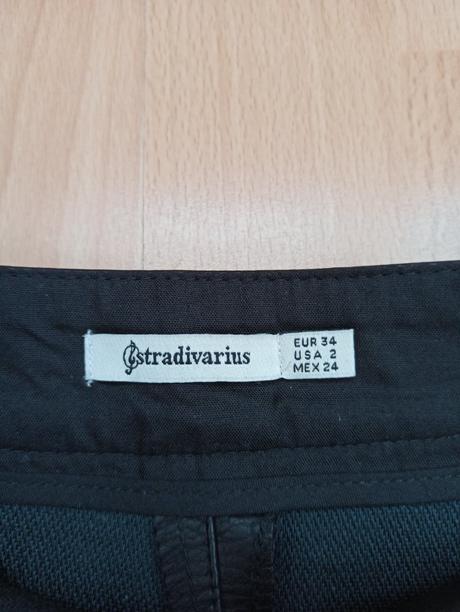 stradivarius
EUR 34
USA 2
MEX 24